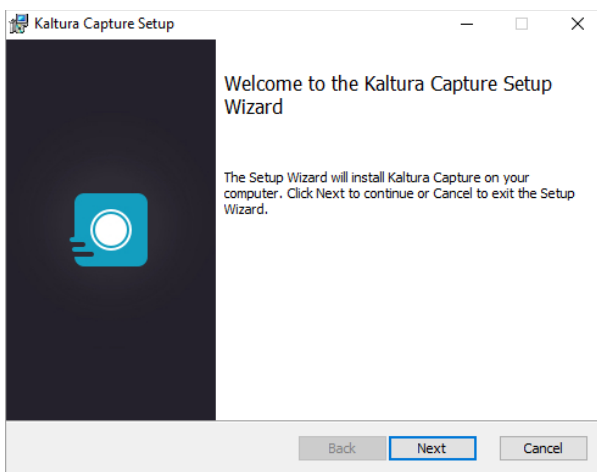 Kaltura Capture Setup
Welcome to the Kaltura Capture Setup
Wizard
The Setup Wizard will install Kaltura Capture on your
computer. Click Next to continue or Cancel to exit the Setup
Wizard.
Back Next Cancel